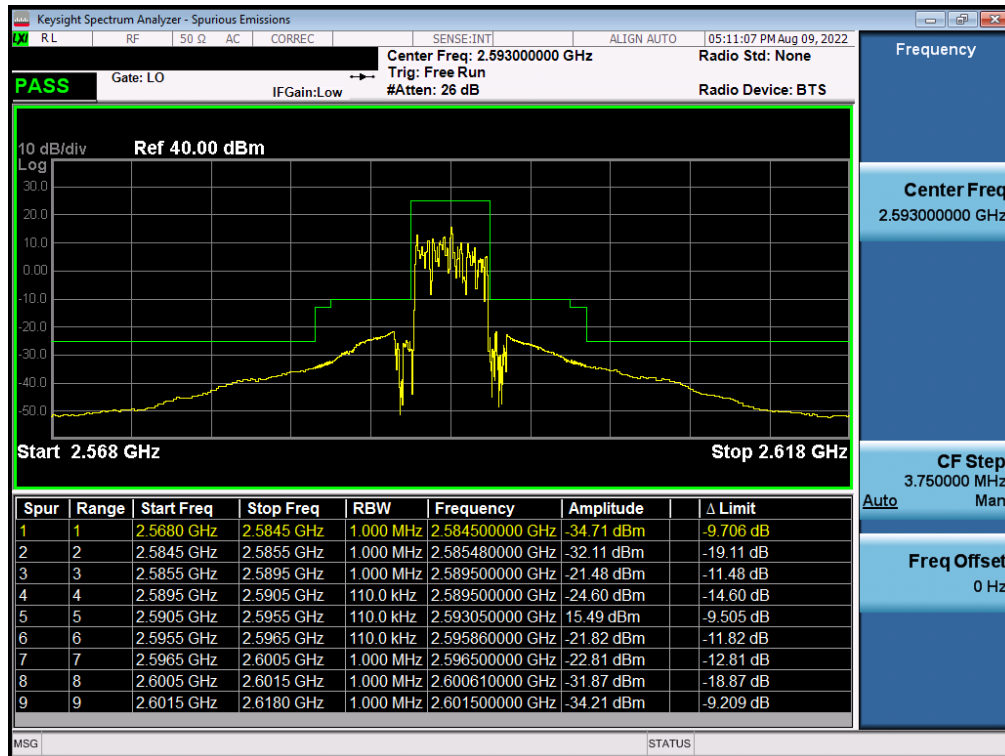 Keysight Spectrum Analyzer - Spurious Emissions
LXI RL RF 50 Ω AC CORREC SENSE:INT ALIGN AUTO 05:11:07 PM Aug 09, 2022
Center Freq: 2.593000000 GHz Radio Std: None
PASS Gate: LO Trig: Free Run
IFGain:Low #Atten: 26 dB Radio Device: BTS
10 dB/div Ref 40.00 dBm
Log
30.0
20.0
10.0
0.00
-10.0
-20.0
-30.0
-40.0
-50.0
Start 2.568 GHz Stop 2.618 GHz
Spur Range Start Freq Stop Freq RBW Frequency Amplitude Δ Limit
1 1 2.5680 GHz 2.5845 GHz 1.000 MHz 2.584500000 GHz -34.71 dBm -9.706 dB
2 2 2.5845 GHz 2.5855 GHz 1.000 MHz 2.585480000 GHz -32.11 dBm -19.11 dB
3 3 2.5855 GHz 2.5895 GHz 1.000 MHz 2.589500000 GHz -21.48 dBm -11.48 dB
4 4 2.5895 GHz 2.5905 GHz 110.0 kHz 2.589500000 GHz -24.60 dBm -14.60 dB
5 5 2.5905 GHz 2.5955 GHz 110.0 kHz 2.593050000 GHz 15.49 dBm -9.505 dB
6 6 2.5955 GHz 2.5965 GHz 110.0 kHz 2.595860000 GHz -21.82 dBm -11.82 dB
7 7 2.5965 GHz 2.6005 GHz 1.000 MHz 2.596500000 GHz -22.81 dBm -12.81 dB
8 8 2.6005 GHz 2.6015 GHz 1.000 MHz 2.600610000 GHz -31.87 dBm -18.87 dB
9 9 2.6015 GHz 2.6180 GHz 1.000 MHz 2.601500000 GHz -34.21 dBm -9.209 dB
MSG STATUS
Frequency
Center Freq
2.593000000 GHz
CF Step
3.750000 MHz
Auto Man
Freq Offset
0 Hz